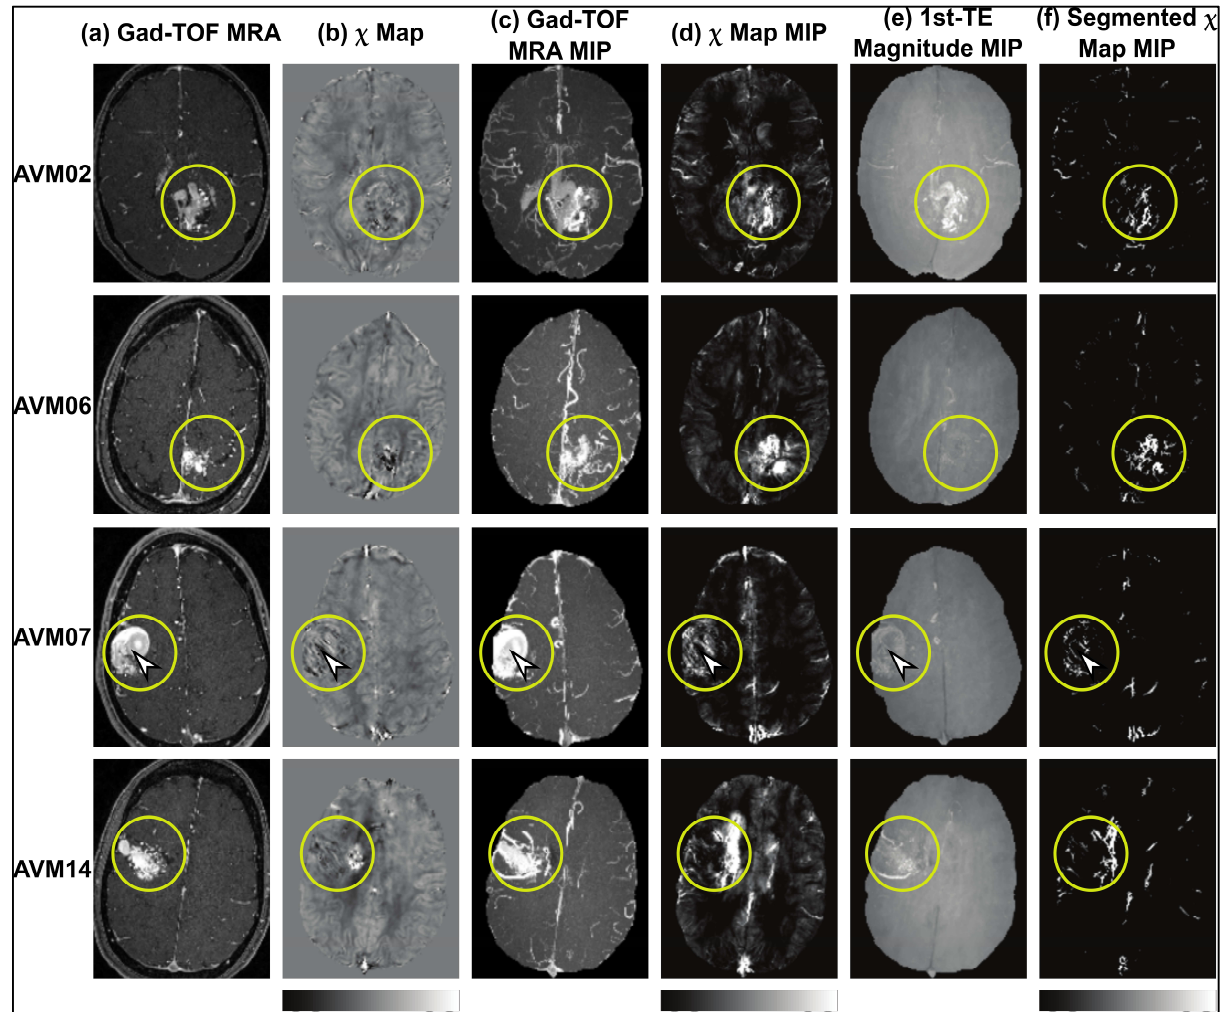 (a) Gad-TOF MRA
(b) χ Map
(c) Gad-TOF
MRA MIP
(d) χ Map MIP
(e) 1st-TE
Magnitude MIP
(f) Segmented χ
Map MIP
AVM02
AVM06
AVM07
AVM14